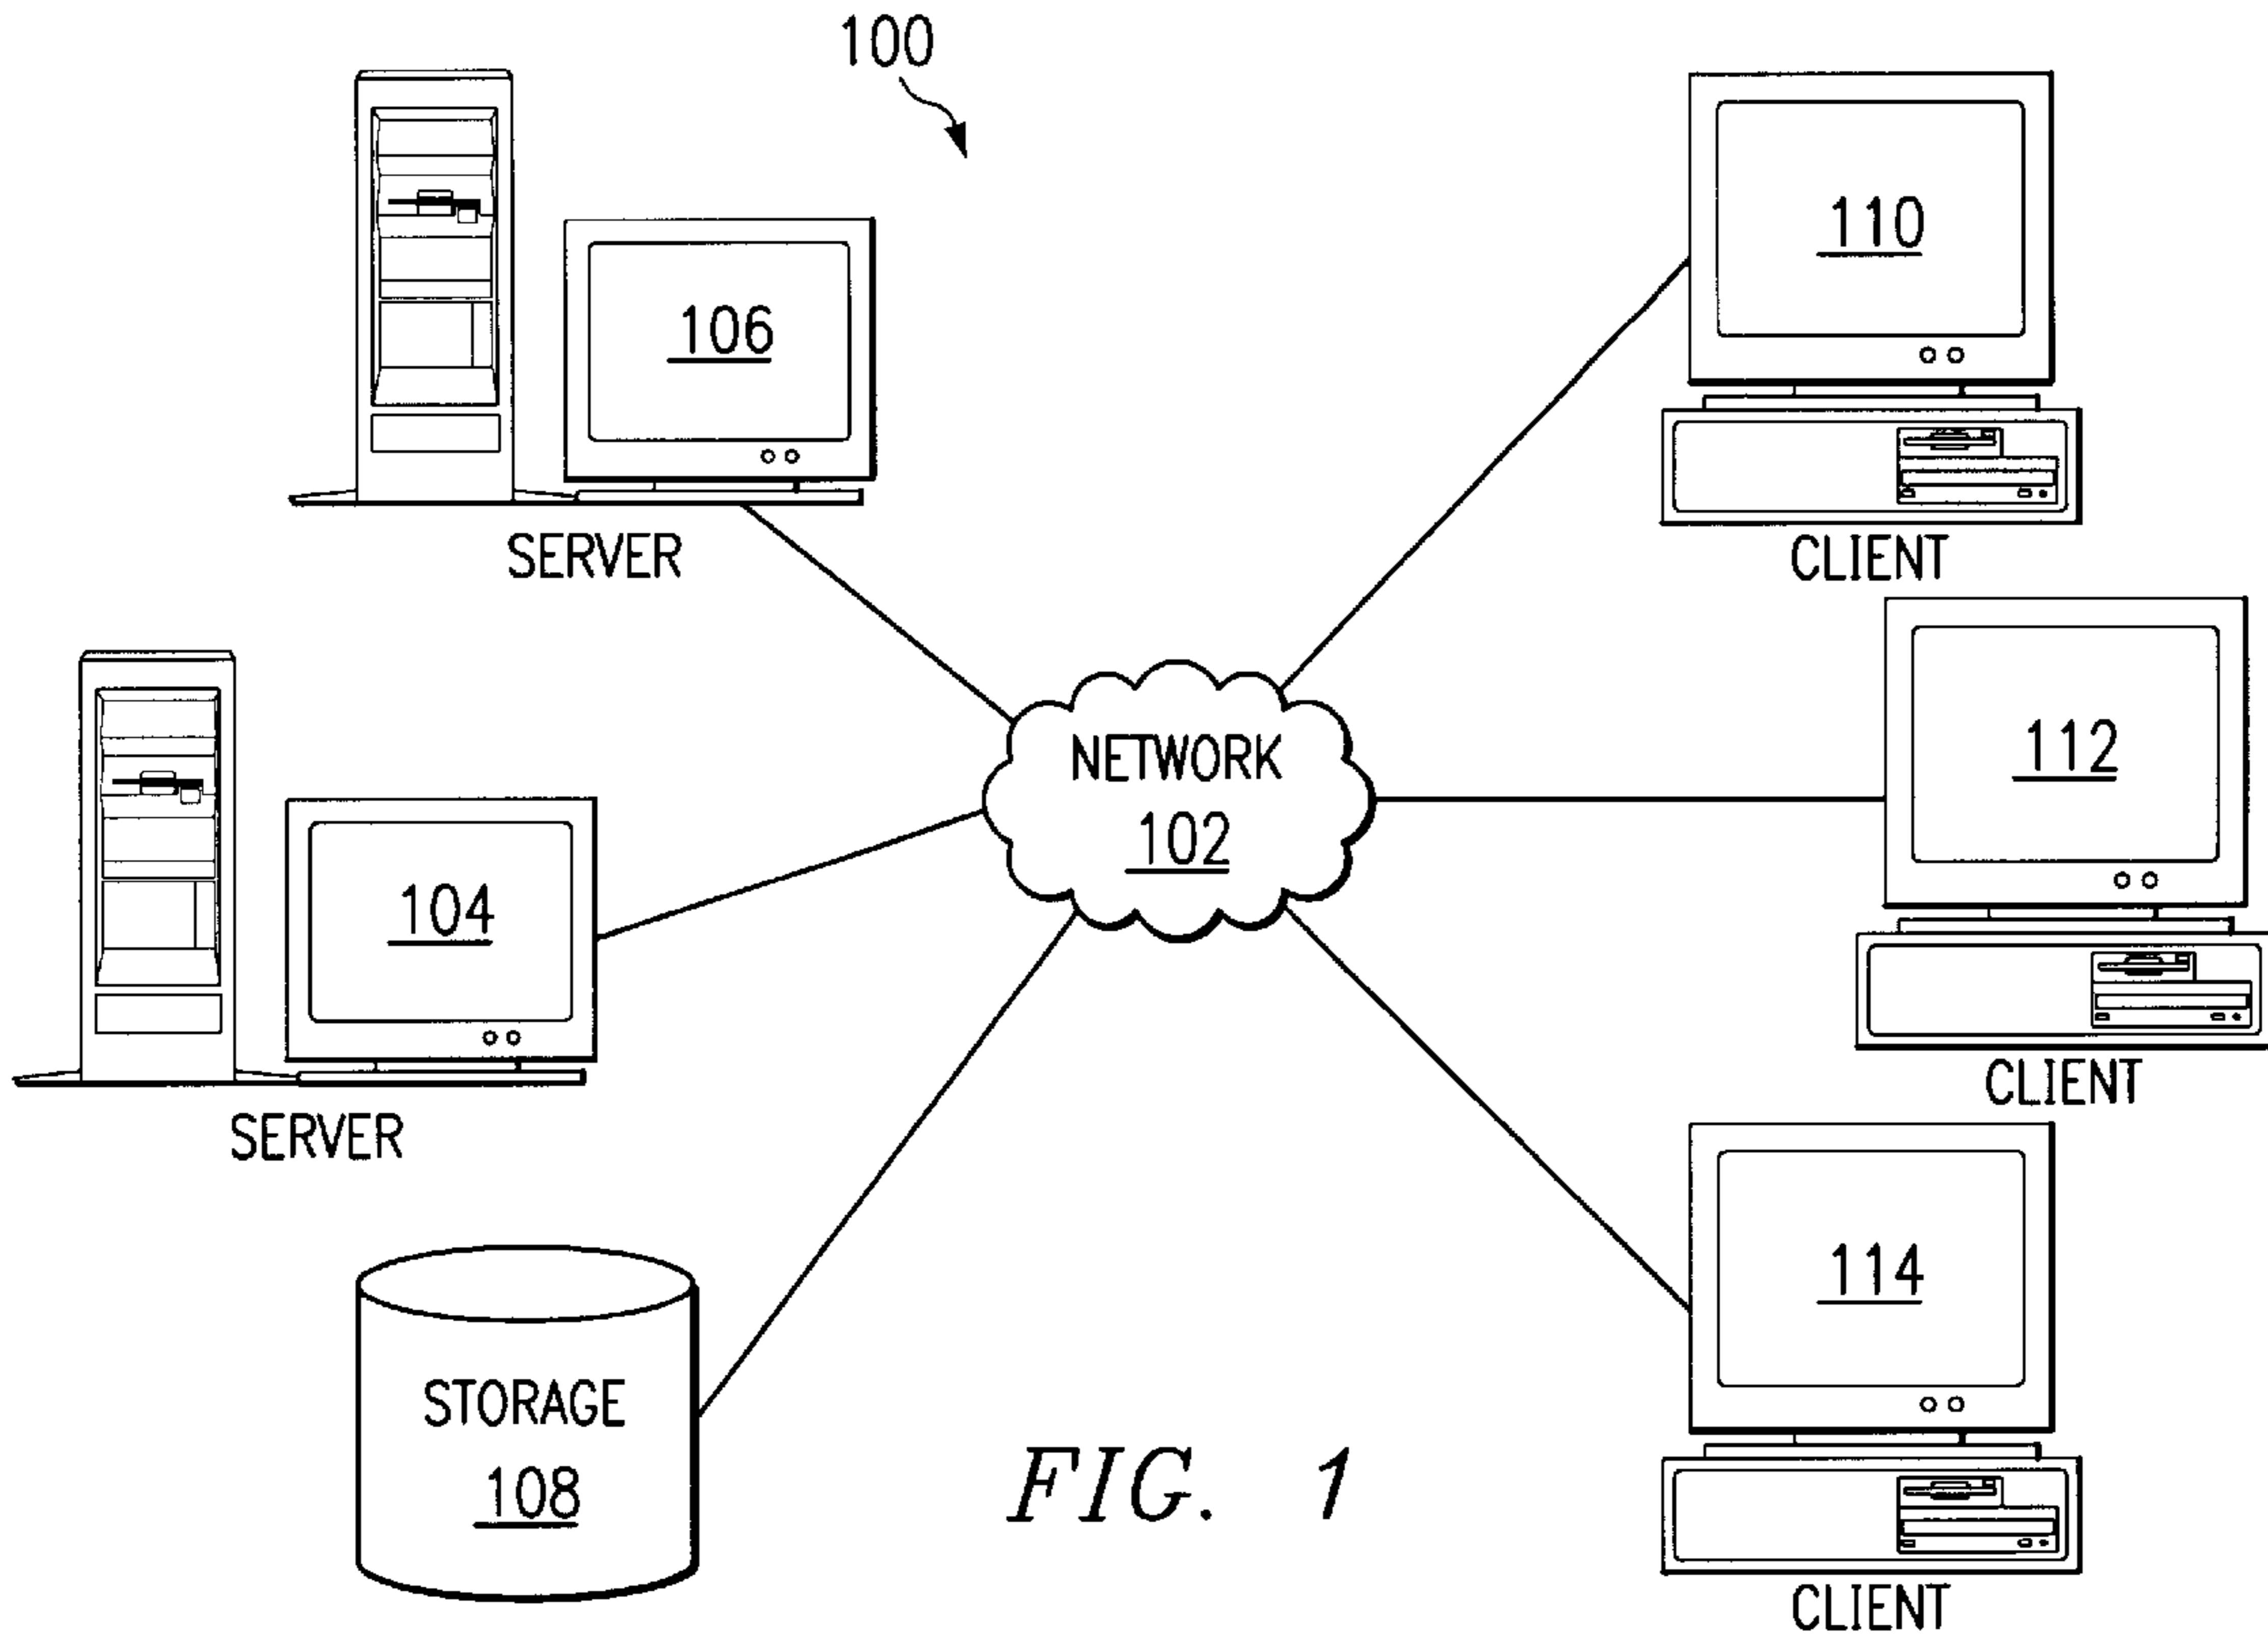 100
106
SERVER
110
CLIENT
NETWORK
102
112
CLIENT
104
SERVER
STORAGE
108
114
CLIENT
FIG. 1